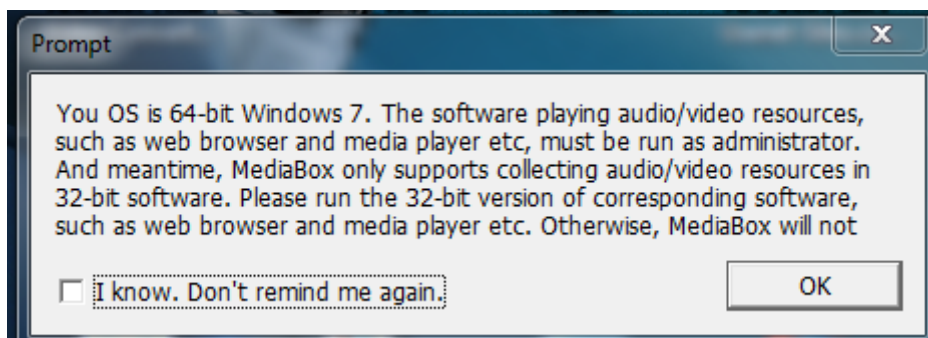 Prompt
You OS is 64-bit Windows 7. The software playing audio/video resources,
such as web browser and media player etc, must be run as administrator.
And meantime, MediaBox only supports collecting audio/video resources in
32-bit software. Please run the 32-bit version of corresponding software,
such as web browser and media player etc. Otherwise, MediaBox will not
I know. Don't remind me again.
OK